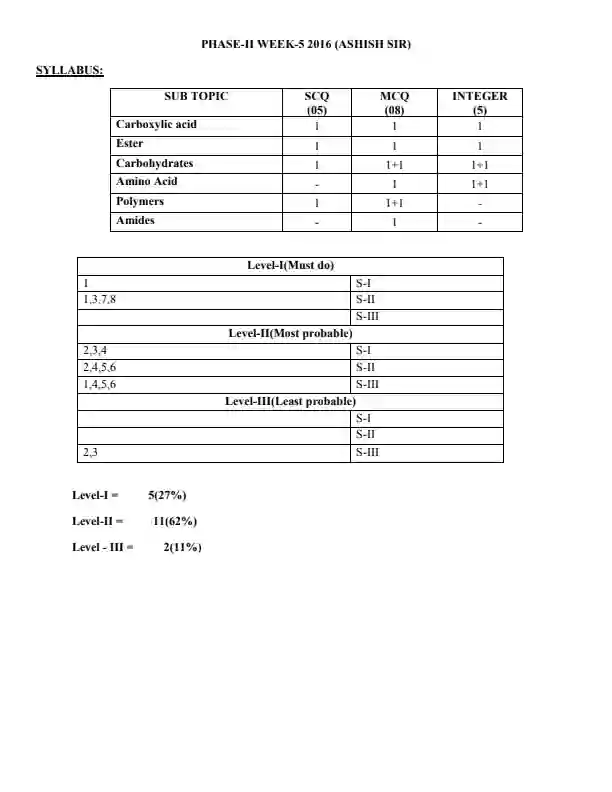 PHASE-II WEEK-5 2016 (ASHISH SIR)
SYLLABUS:
SUB TOPIC SCQ (05) MCQ (08) INTEGER (5)
Carboxylic acid 1 1 1
Ester 1 1 1
Carbohydrates 1 1+1 1+1
Amino Acid - 1 1+1
Polymers 1 1+1 -
Amides - 1 -
Level-I(Must do)
1 S-I
1,3,7,8 S-II
S-III
Level-II(Most probable)
2,3,4 S-I
2,4,5,6 S-II
1,4,5,6 S-III
Level-III(Least probable)
S-I
S-II
2,3 S-III
Level-I = 5(27%)
Level-II = 11(62%)
Level - III = 2(11%)